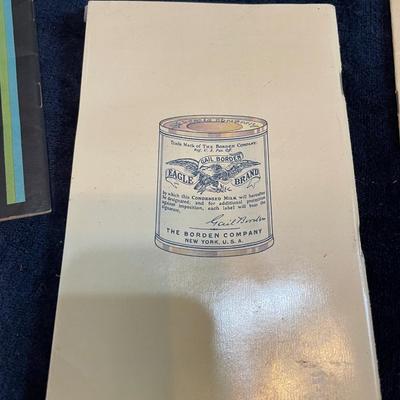 Trade Mark of THE BORDEN COMPANY.
Reg. U. S. Pat. Off.
GAIL BORDEN
EAGLE BRAND
By which this CONDENSED MILK will hereafter
be designated, and for additional protection
against imposition, each label will bear our
signature.
Gail Borden
THE BORDEN COMPANY
NEW YORK, U.S.A.